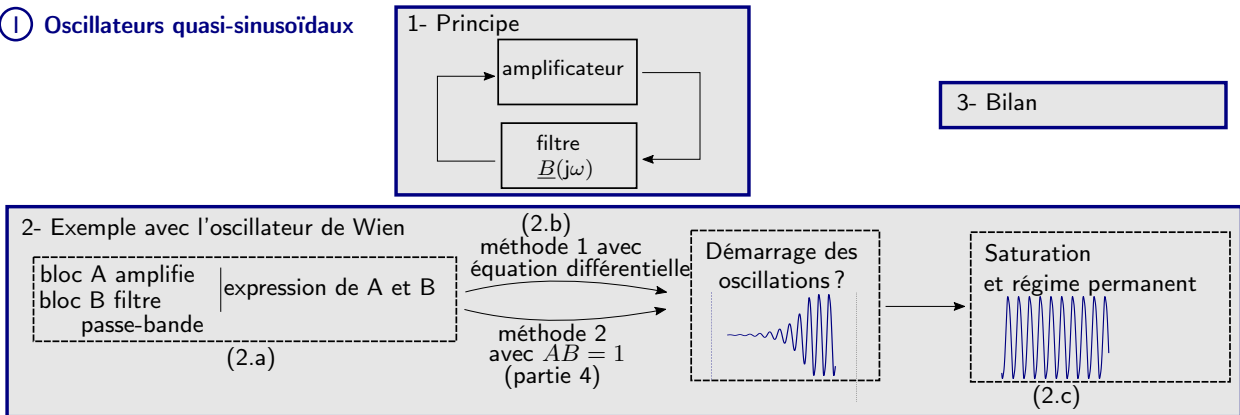 I Oscillateurs quasi-sinusoïdaux
1- Principe
amplificateur
filtre
B(jω)
3- Bilan
2- Exemple avec l'oscillateur de Wien
bloc A amplifie
bloc B filtre
passe-bande
expression de A et B
(2.a)
(2.b)
méthode 1 avec
équation différentielle
méthode 2
avec AB = 1
(partie 4)
Démarrage des
oscillations ?
Saturation
et régime permanent
(2.c)